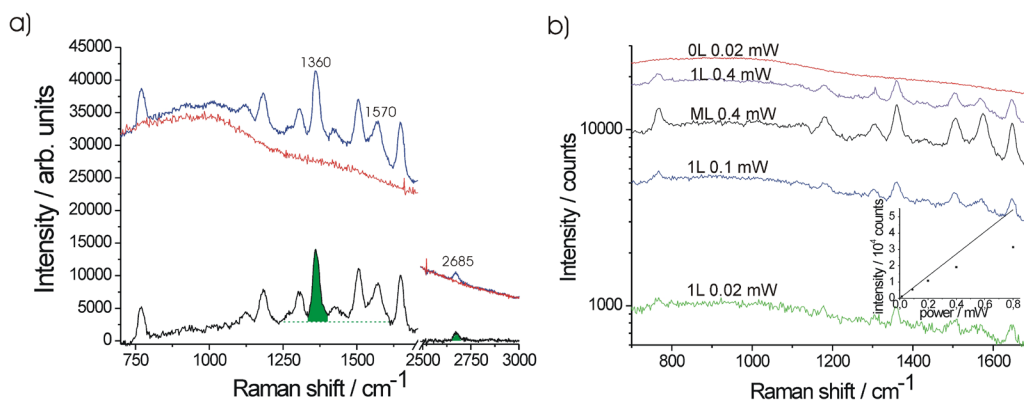 a)
45000
40000
35000
30000
25000
20000
15000
10000
5000
0
Intensity / arb. units
1360
1570
2685
750
1000
1250
1500
2750
3000
Raman shift / cm-1
b)
10000
1000
Intensity / counts
0L 0.02 mW
1L 0.4 mW
ML 0.4 mW
1L 0.1 mW
1L 0.02 mW
5
4
3
2
1
0
intensity / 10⁴ counts
0,0 0,2 0,4 0,6 0,8
power / mW
800 1000 1200 1400 1600
Raman shift / cm-1